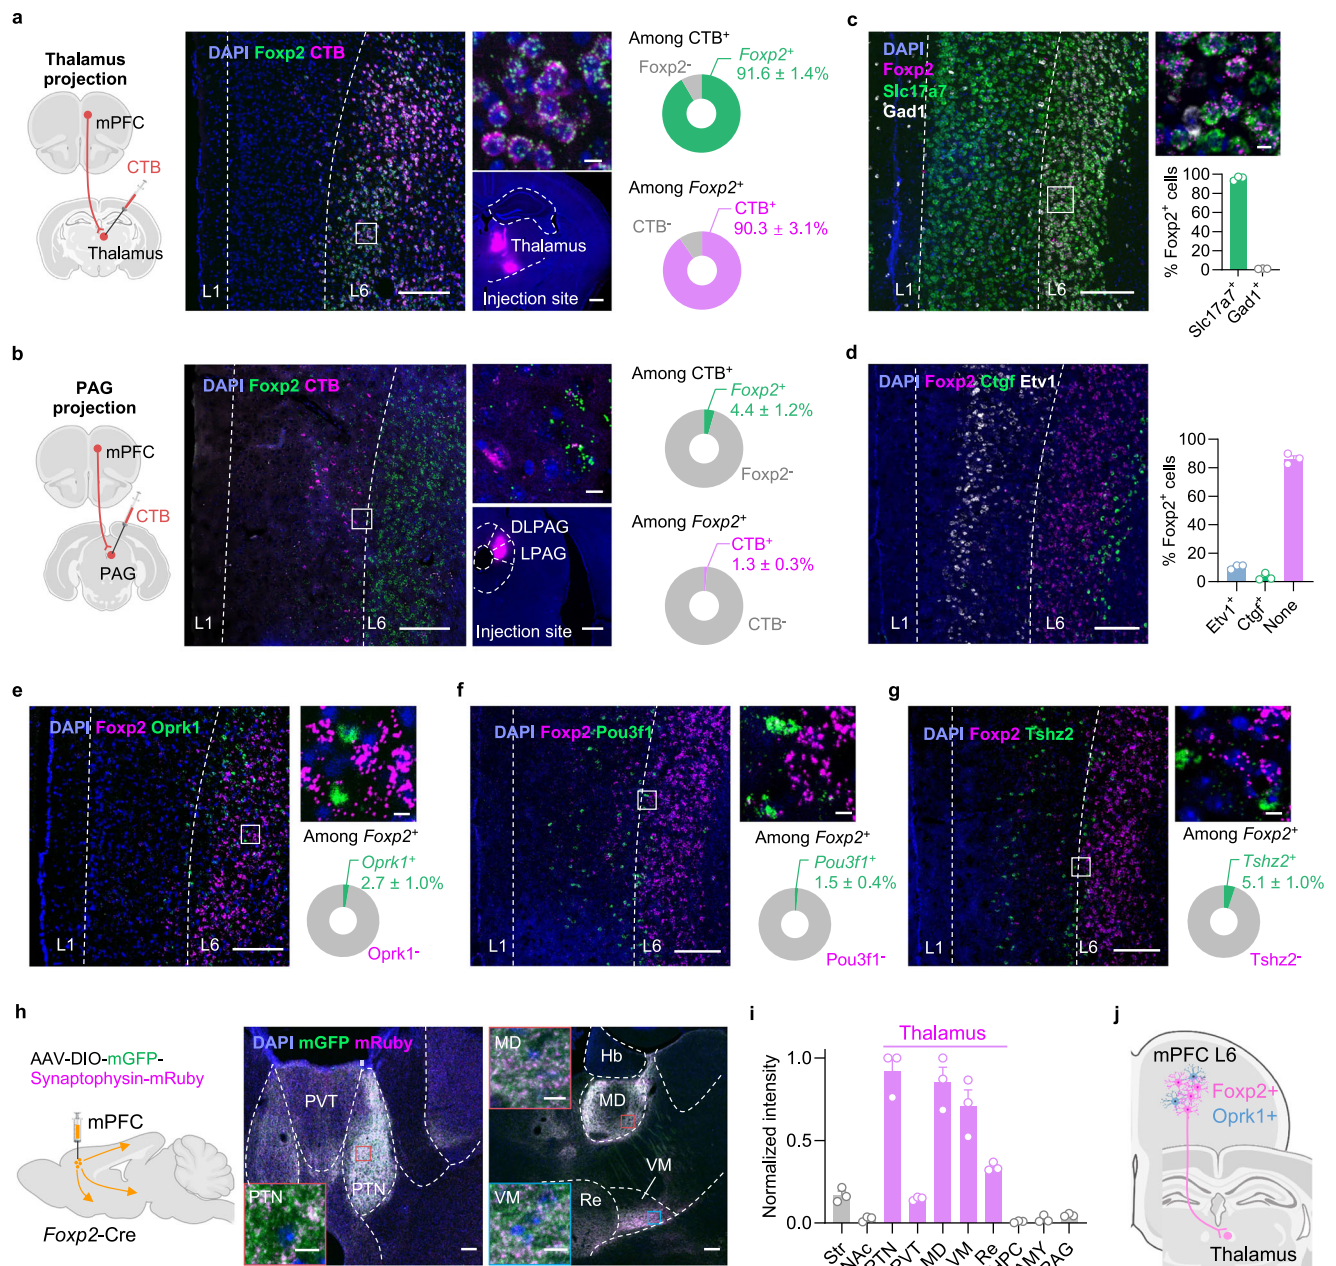 a
Thalamus
projection
mPFC
CTB
Thalamus
DAPI Foxp2 CTB
L1
L6
Thalamus
Injection site
Among CTB+
Foxp2+
91.6 ± 1.4%
Foxp2-
Among Foxp2+
CTB+
90.3 ± 3.1%
CTB-
c
DAPI
Foxp2
Slc17a7
Gad1
L1
L6
% Foxp2+ cells
100
80
60
40
20
0
Slc17a7+
Gad1+
b
PAG
projection
mPFC
CTB
PAG
DAPI Foxp2 CTB
L1
L6
DLPAG
LPAG
Injection site
Among CTB+
Foxp2+
4.4 ± 1.2%
Foxp2-
Among Foxp2+
CTB+
1.3 ± 0.3%
CTB-
d
DAPI Foxp2 Ctgf Etv1
L1
L6
% Foxp2+ cells
100
80
60
40
20
0
Etv1+
Ctgf+
None
e
DAPI Foxp2 Oprk1
L1
L6
Among Foxp2+
Oprk1+
2.7 ± 1.0%
Oprk1-
f
DAPI Foxp2 Pou3f1
L1
L6
Among Foxp2+
Pou3f1+
1.5 ± 0.4%
Pou3f1-
g
DAPI Foxp2 Tshz2
L1
L6
Among Foxp2+
Tshz2+
5.1 ± 1.0%
Tshz2-
h
AAV-DIO-mGFP-
Synaptophysin-mRuby
mPFC
Foxp2-Cre
DAPI mGFP mRuby
PVT
PTN
PTN
MD
Hb
MD
VM
Re
VM
i
Thalamus
Normalized intensity
1.0
0.5
0.0
Str
NAc
PTN
PVT
MD
VM
Re
HPC
AMY
PAG
j
mPFC L6
Foxp2+
Oprk1+
Thalamus